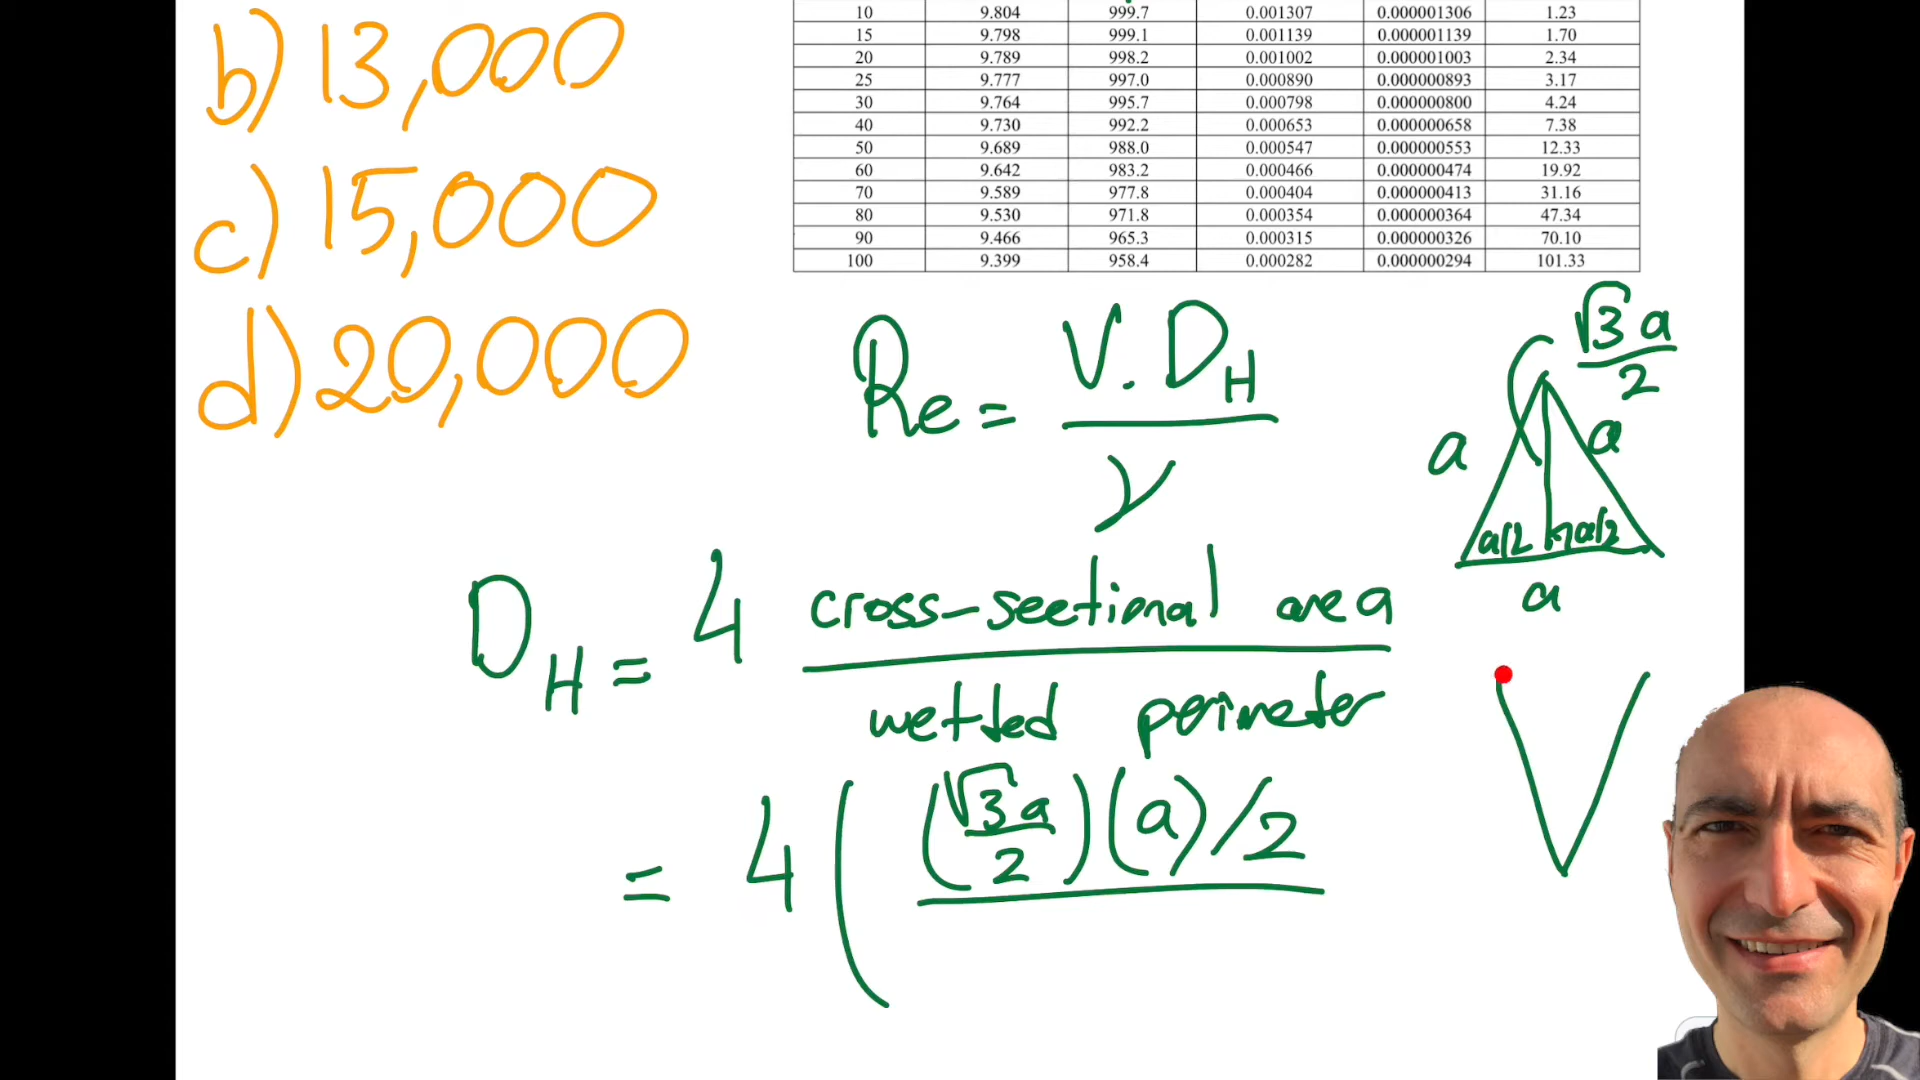 b) 13,000
c) 15,000
d) 20,000
10 9.804 999.7 0.001307 0.000001306 1.23
15 9.798 999.1 0.001139 0.000001139 1.70
20 9.789 998.2 0.001002 0.000001003 2.34
25 9.777 997.0 0.000890 0.000000893 3.17
30 9.764 995.7 0.000798 0.000000800 4.24
40 9.730 992.2 0.000653 0.000000658 7.38
50 9.689 988.0 0.000547 0.000000553 12.33
60 9.642 983.2 0.000466 0.000000474 19.92
70 9.589 977.8 0.000404 0.000000413 31.16
80 9.530 971.8 0.000354 0.000000364 47.34
90 9.466 965.3 0.000315 0.000000326 70.10
100 9.399 958.4 0.000282 0.000000294 101.33
Re = V. D_H / ν
√3 a / 2
a a
a/2 a/2
a
D_H = 4 cross-sectional area
wetted perimeter
= 4 ( (√3 a / 2)(a)/2